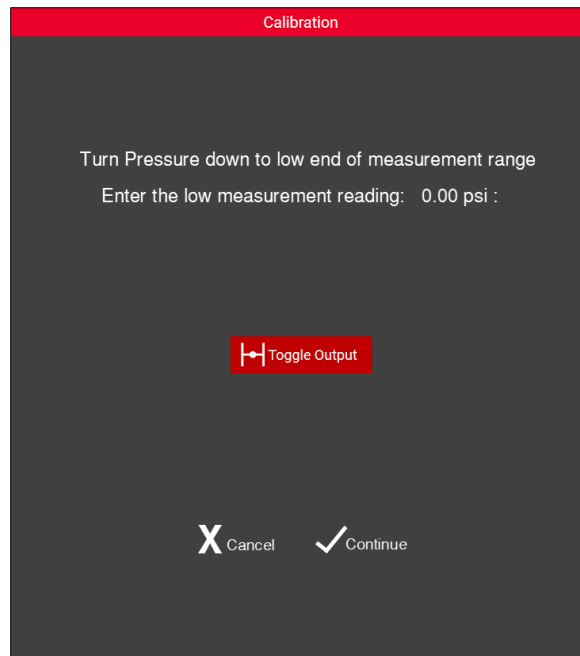 Calibration
Turn Pressure down to low end of measurement range
Enter the low measurement reading: 0.00 psi :
Toggle Output
Cancel
Continue